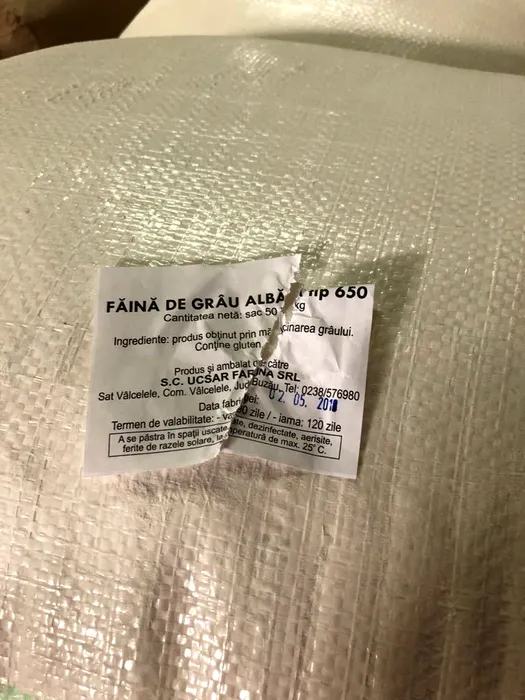 FĂINĂ DE GRÂU ALBĂ tip 650
Cantitatea netă: sac 50 kg
Ingrediente: produs obținut prin măcinarea grâului.
Conține gluten.
Produs și ambalat de către
S.C. UCSAR FARINA SRL
Sat Vâlcelele, Com. Vâlcelele, Jud Buzău, Tel: 0238/576980
Data fabricației: 02. 05.
Termen de valabilitate: - Vara 90 zile / - iarna: 120 zile
A se păstra în spații uscate, dezinfectate, aerisite,
ferite de razele solare, la temperatură de max. 25° C.